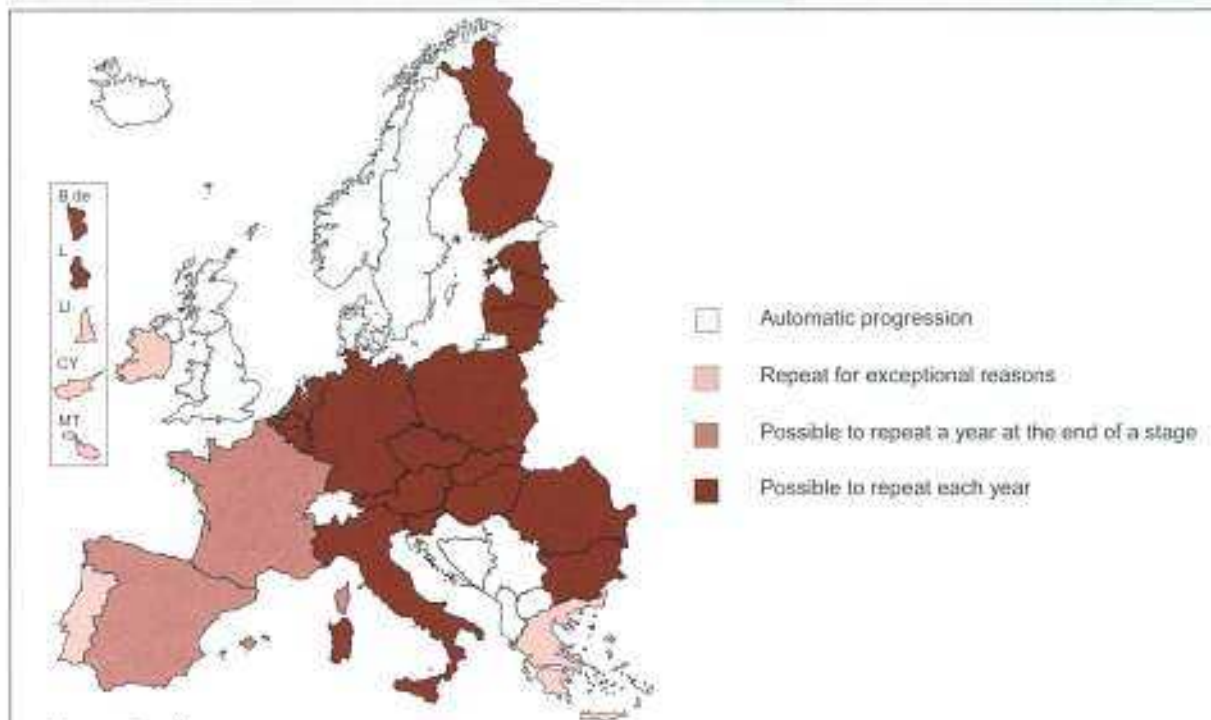 B de
L
LI
CY
MT
Automatic progression
Repeat for exceptional reasons
Possible to repeat a year at the end of a stage
Possible to repeat each year